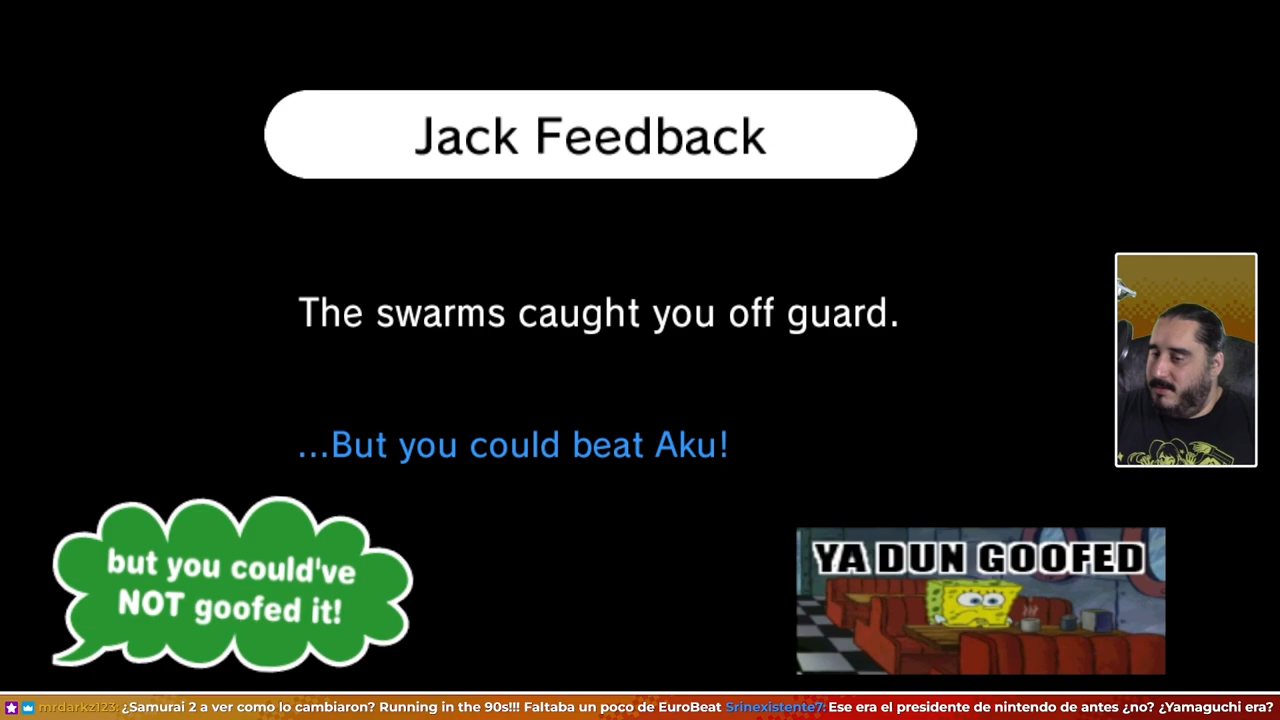 Jack Feedback
The swarms caught you off guard.
...But you could beat Aku!
but you could've
NOT goofed it!
YA DUN GOOFED
mrdarkz123: ¿Samurai 2 a ver como lo cambiaron? Running in the 90s!!! Faltaba un poco de EuroBeat Srinexistente7: Ese era el presidente de nintendo de antes ¿no? ¿Yamaguchi era?